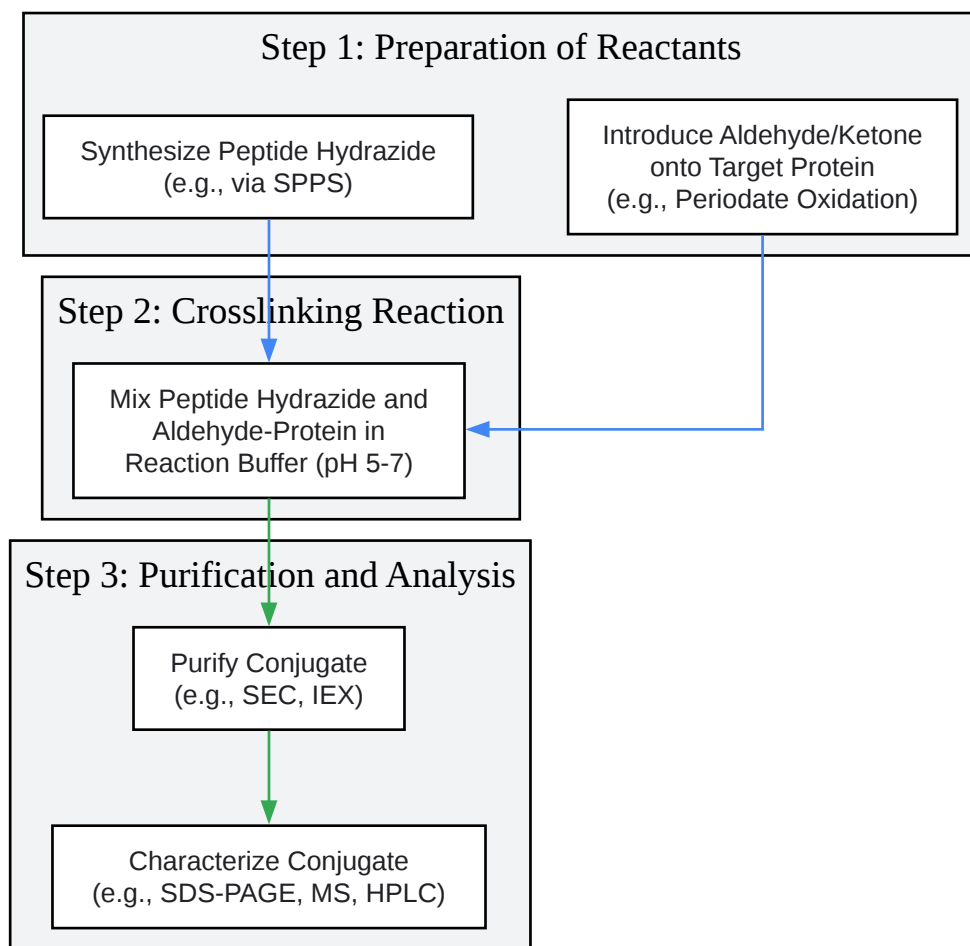 Step 1: Preparation of Reactants
Synthesize Peptide Hydrazide
(e.g., via SPPS)
Introduce Aldehyde/Ketone
onto Target Protein
(e.g., Periodate Oxidation)
Step 2: Crosslinking Reaction
Mix Peptide Hydrazide and
Aldehyde-Protein in
Reaction Buffer (pH 5-7)
Step 3: Purification and Analysis
Purify Conjugate
(e.g., SEC, IEX)
Characterize Conjugate
(e.g., SDS-PAGE, MS, HPLC)